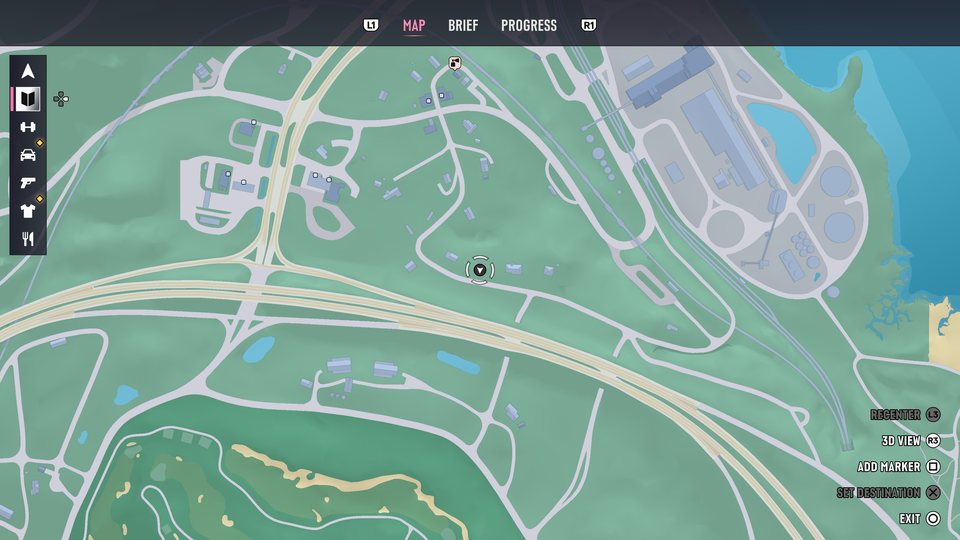 L1 MAP BRIEF PROGRESS R1
RECENTER L3
3D VIEW R3
ADD MARKER
SET DESTINATION
EXIT